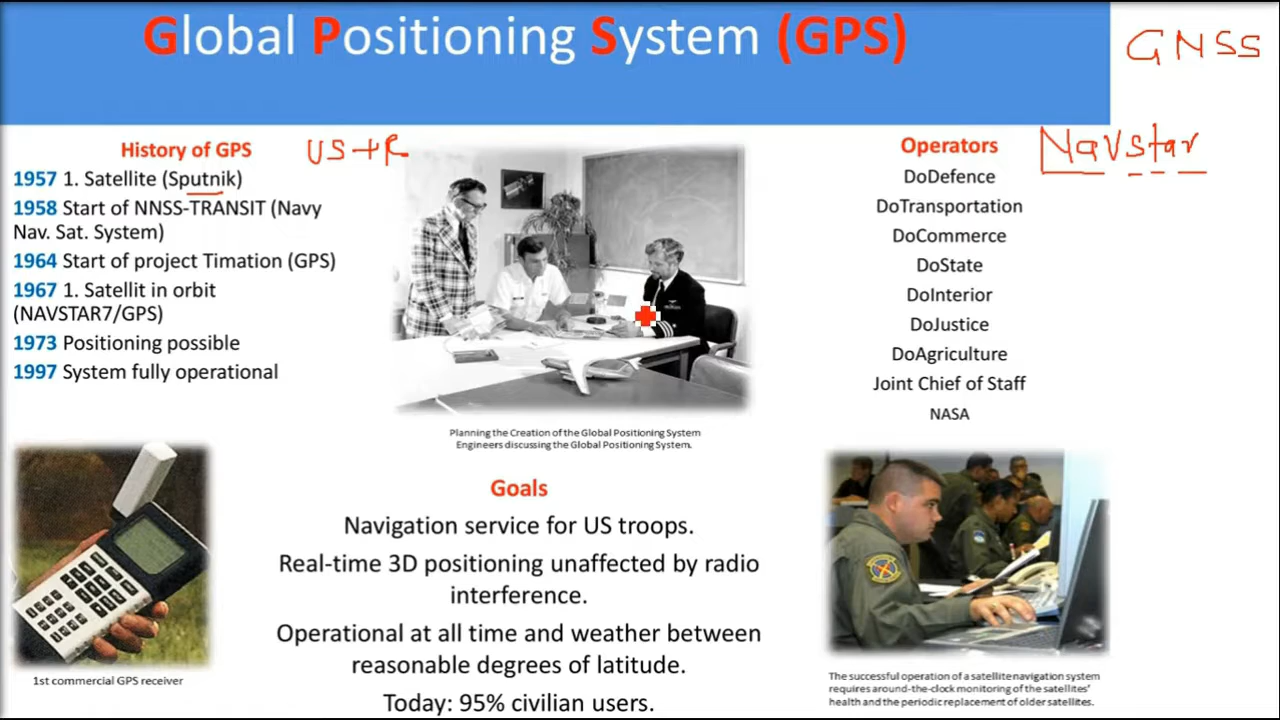 Global Positioning System (GPS)
GNSS
History of GPS
USTR
1957 1. Satellite (Sputnik)
1958 Start of NNSS-TRANSIT (Navy
Nav. Sat. System)
1964 Start of project Timation (GPS)
1967 1. Satellit in orbit
(NAVSTAR7/GPS)
1973 Positioning possible
1997 System fully operational
1st commercial GPS receiver
Planning the Creation of the Global Positioning System
Engineers discussing the Global Positioning System.
Goals
Navigation service for US troops.
Real-time 3D positioning unaffected by radio
interference.
Operational at all time and weather between
reasonable degrees of latitude.
Today: 95% civilian users.
Operators
Navstar
DoDefence
DoTransportation
DoCommerce
DoState
DoInterior
DoJustice
DoAgriculture
Joint Chief of Staff
NASA
The successful operation of a satellite navigation system
requires around-the-clock monitoring of the satellites'
health and the periodic replacement of older satellites.